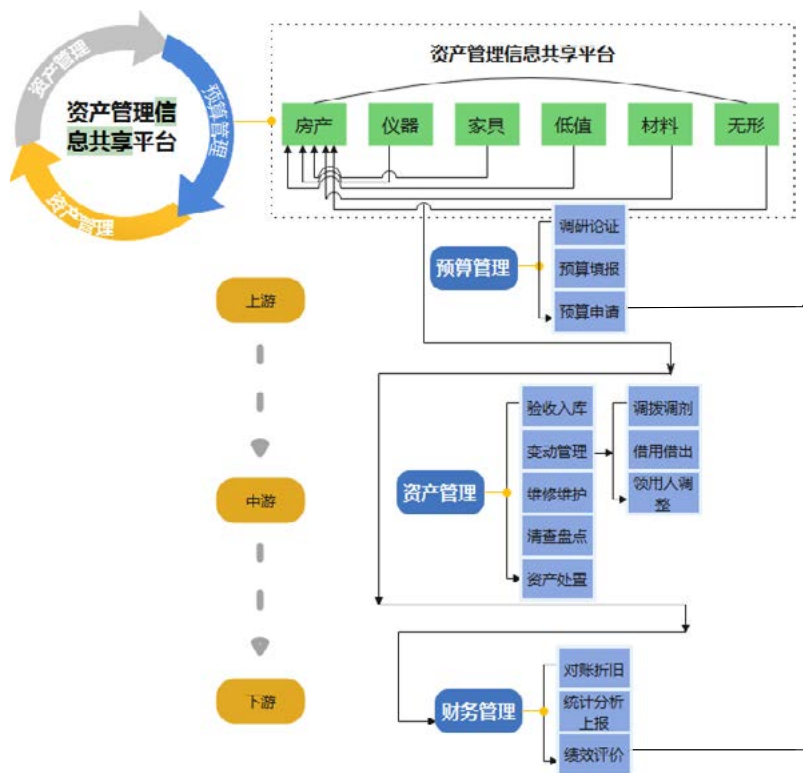 资产管理
预算管理
资产管理
资产管理信
息共享平台
资产管理信息共享平台
房产
仪器
家具
低值
材料
无形
预算管理
调研论证
预算填报
预算申请
上游
中游
下游
资产管理
验收入库
变动管理
维修维护
清查盘点
资产处置
调拨调剂
借用借出
领用人调
整
财务管理
对账折旧
统计分析
上报
绩效评价